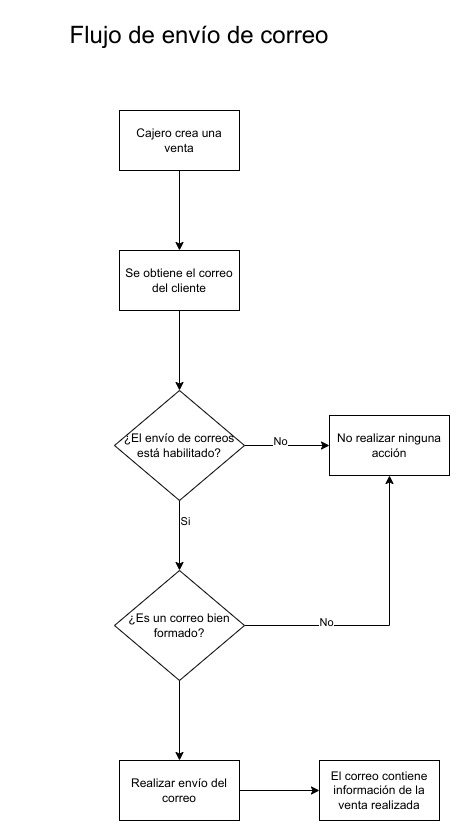 Flujo de envío de correo
Cajero crea una
venta
Se obtiene el correo
del cliente
¿El envío de correos
está habilitado?
No
No realizar ninguna
acción
Si
¿Es un correo bien
formado?
No
Realizar envío del
correo
El correo contiene
información de la
venta realizada